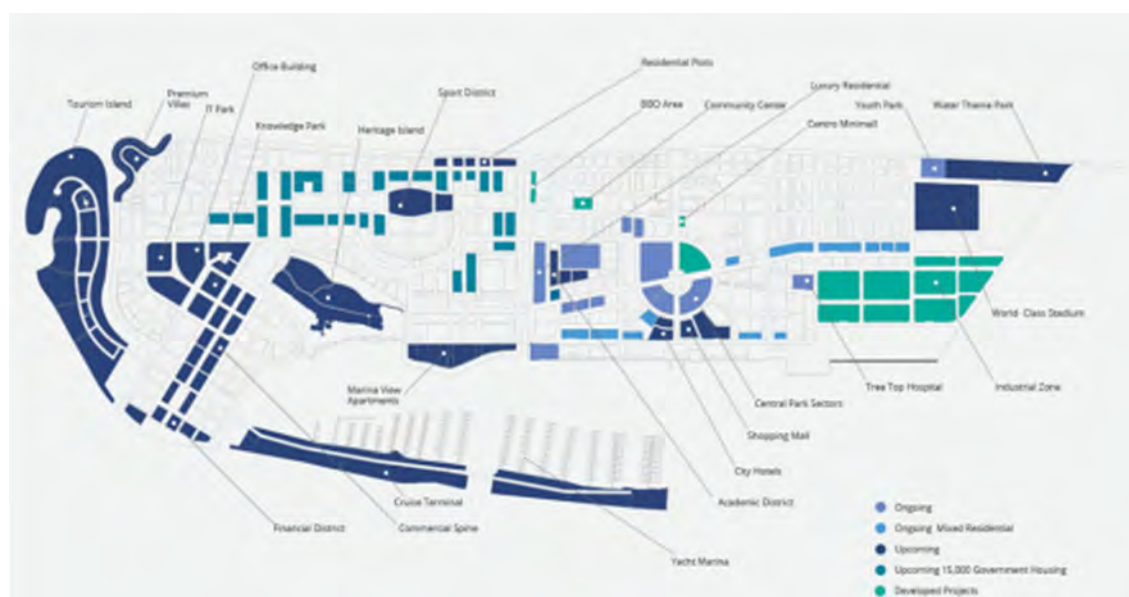 Office Building
Residential Plots
Luxury Residential
Tourism Island
Premium
Villas
IT Park
Sport District
BBQ Area
Community Center
Youth Park
Water Theme Park
Knowledge Park
Heritage Island
Centro Minimall
World Class Stadium
Marina View
Apartments
Tree Top Hospital
Industrial Zone
Central Park Sectors
Shopping Mall
City Hotels
Cruise Terminal
Academic District
Financial District
Commercial Spine
Yacht Marina
Ongoing
Ongoing Mixed Residential
Upcoming
Upcoming 15,000 Government Housing
Developed Projects